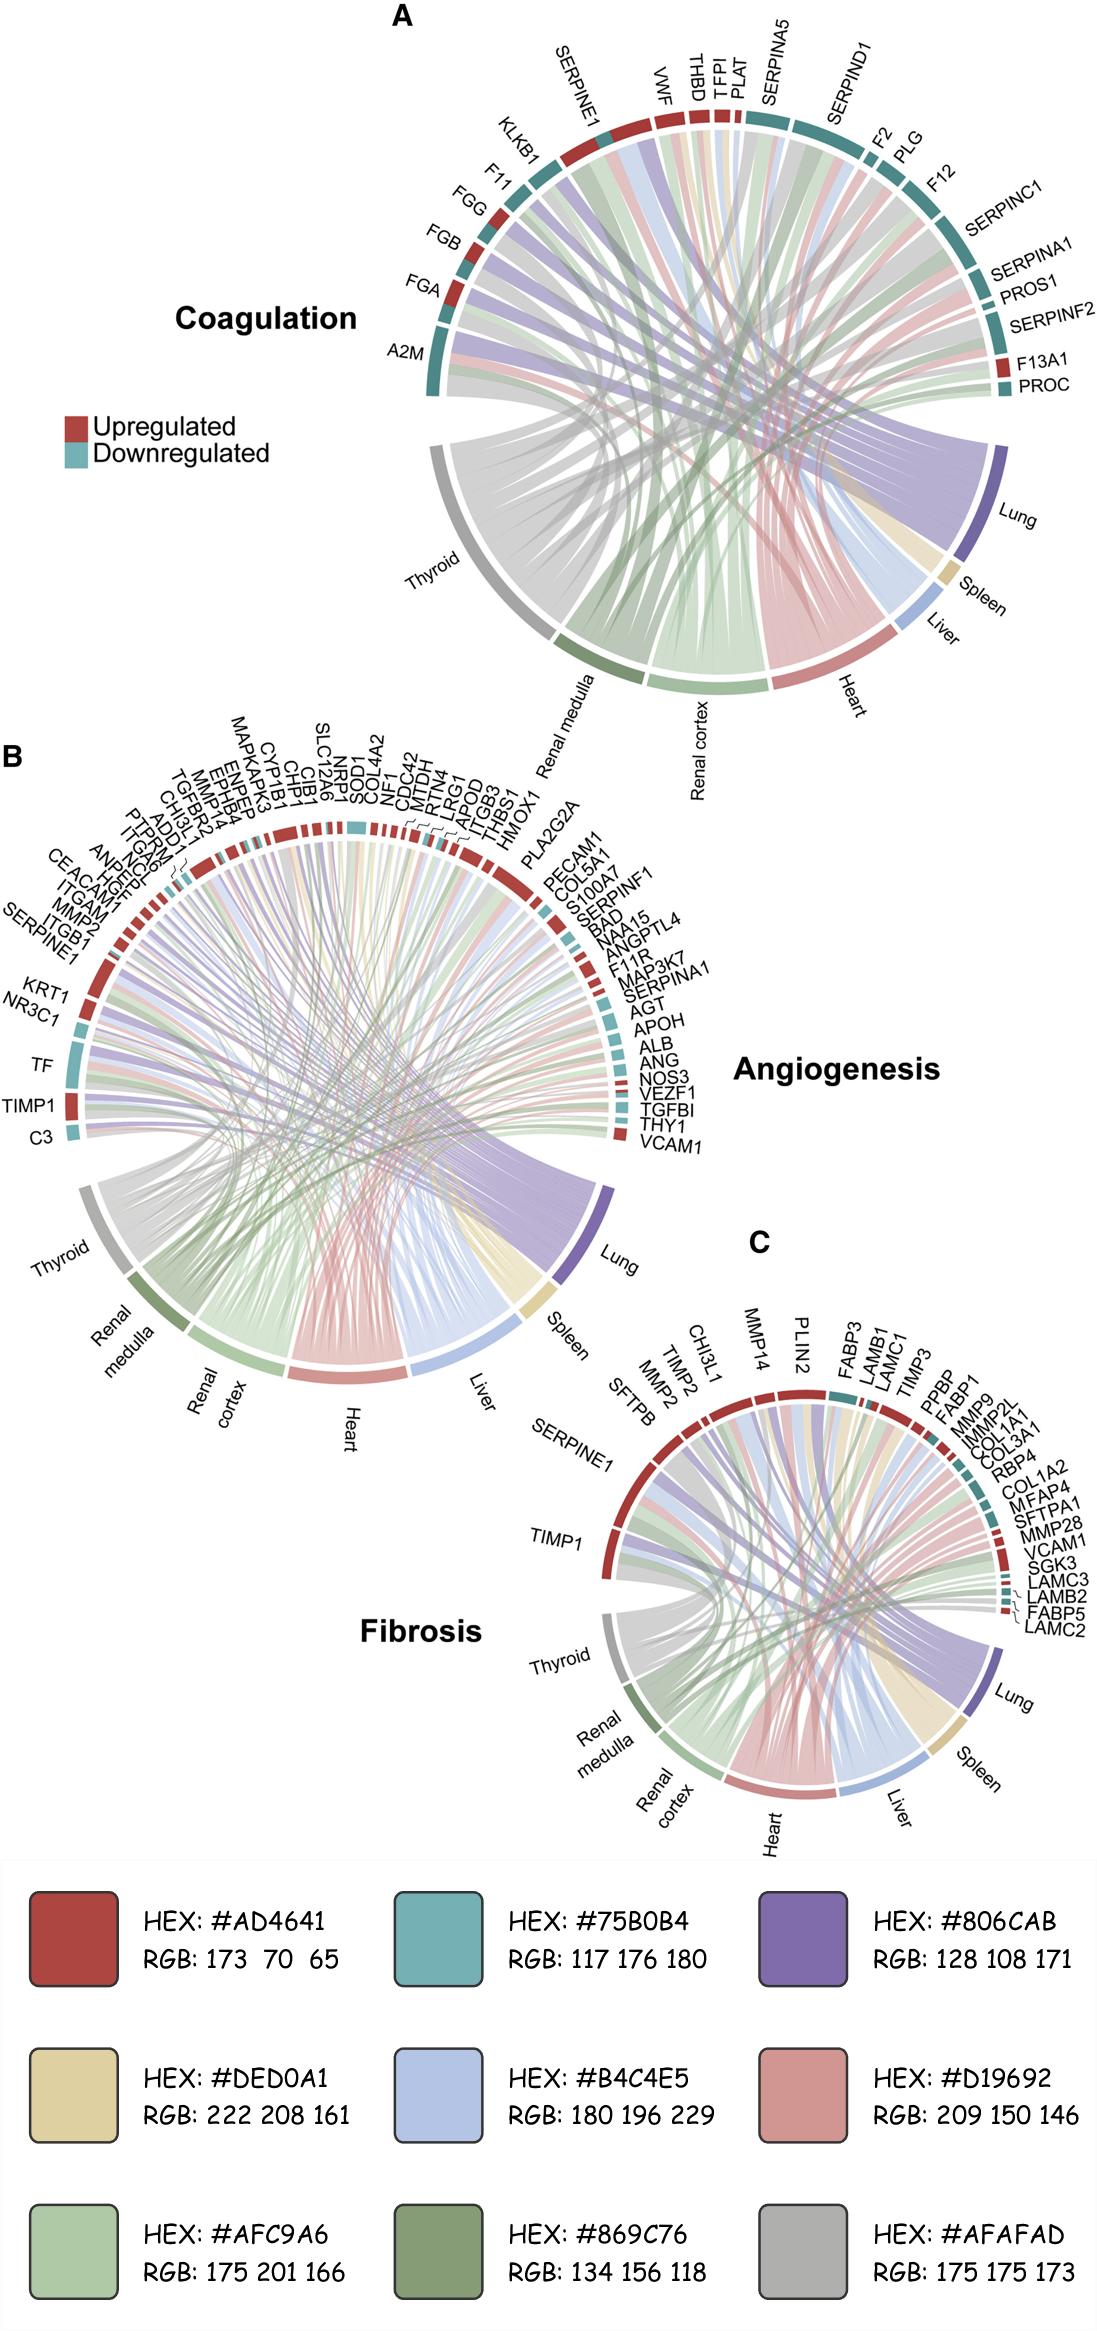 A
SERPINE1
VWF
THBD
TFPI
PLAT
SERPINA5
SERPIND1
F2
PLG
F12
SERPINC1
SERPINA1
PROS1
SERPINF2
F13A1
PROC
KLKB1
F11
FGG
FGB
FGA
A2M
Coagulation
Upregulated
Downregulated
Lung
Spleen
Liver
Heart
Renal cortex
Renal medulla
Thyroid
B
MAPKAPK3
CYP1B1
CHP1
CIB1
SLC12A6
NRP1
SOD1
COL4A2
NF1
CDC42
MTDH
RTN4
LRG1
APOD
ITGB3
THBS1
HMOX1
PLA2G2A
PECAM1
COL5A1
S100A7
SERPINF1
BAD
NAA15
ANGPTL4
F11R
MAP3K7
SERPINA1
AGT
APOH
ALB
ANG
NOS3
VEZF1
TGFBI
THY1
VCAM1
ENPEP
EPHB4
MMP14
TGFBR2
CHI3L1
ADD1
PTPRM
ITGA5
NCL
HGF
ANPEP
CEACAM1
ITGAM
MMP2
ITGB1
SERPINE1
KRT1
NR3C1
TF
TIMP1
C3
Angiogenesis
Thyroid
Renal
medulla
Renal
cortex
Heart
Liver
Spleen
Lung
C
TIMP1
SERPINE1
SFTPB
MMP2
TIMP2
CHI3L1
MMP14
PLIN2
FABP3
LAMB1
LAMC1
TIMP3
PPBP
FABP1
MMP9
IMMP2L
COL1A1
COL3A1
RBP4
COL1A2
MFAP4
SFTPA1
MMP28
VCAM1
SGK3
LAMC3
LAMB2
FABP5
LAMC2
Fibrosis
Thyroid
Renal
medulla
Renal
cortex
Heart
Liver
Spleen
Lung
HEX: #AD4641
RGB: 173 70 65
HEX: #75B0B4
RGB: 117 176 180
HEX: #806CAB
RGB: 128 108 171
HEX: #DED0A1
RGB: 222 208 161
HEX: #B4C4E5
RGB: 180 196 229
HEX: #D19692
RGB: 209 150 146
HEX: #AFC9A6
RGB: 175 201 166
HEX: #869C76
RGB: 134 156 118
HEX: #AFAFAD
RGB: 175 175 173